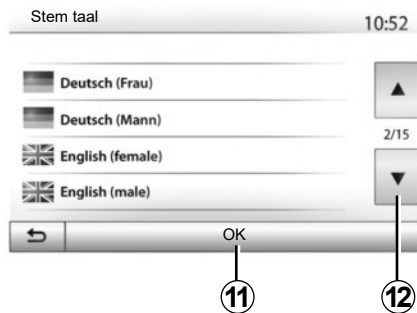 Stem taal 10:52
Deutsch (Frau)
Deutsch (Mann)
2/15
English (female)
English (male)
OK
11 12